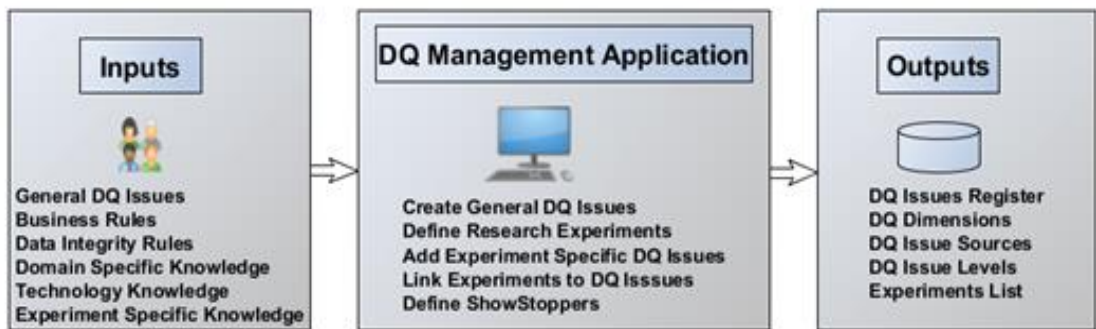 Inputs
General DQ Issues
Business Rules
Data Integrity Rules
Domain Specific Knowledge
Technology Knowledge
Experiment Specific Knowledge
DQ Management Application
Create General DQ Issues
Define Research Experiments
Add Experiment Specific DQ Issues
Link Experiments to DQ Isssues
Define ShowStoppers
Outputs
DQ Issues Register
DQ Dimensions
DQ Issue Sources
DQ Issue Levels
Experiments List